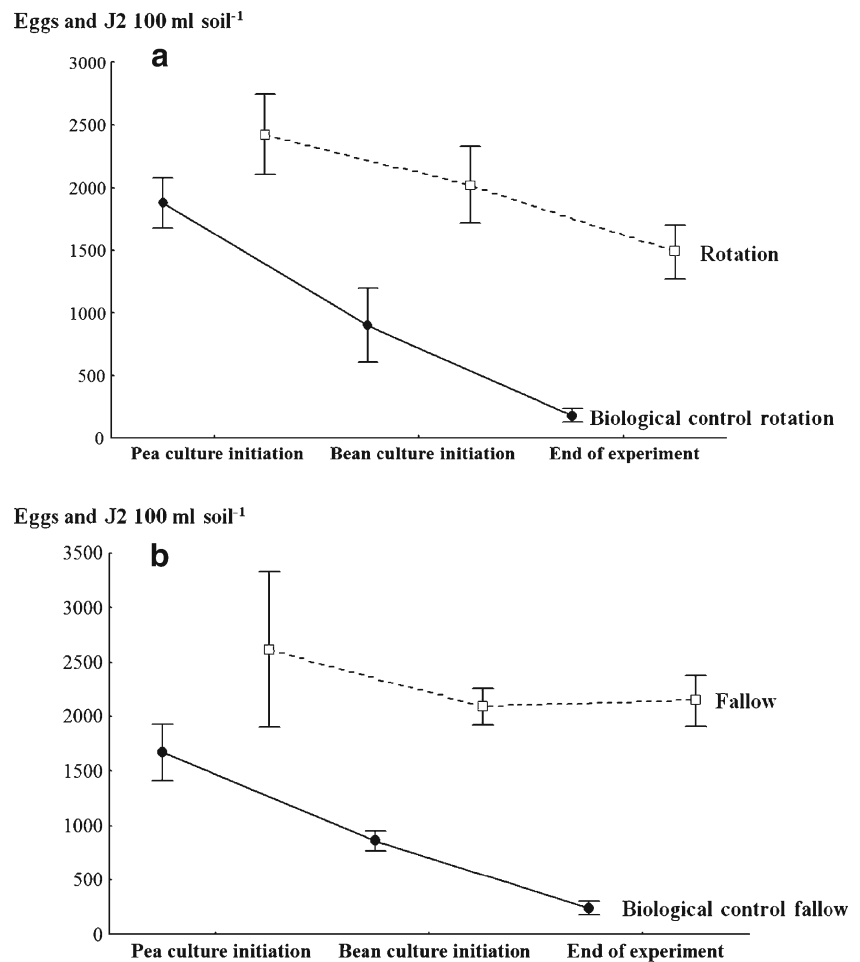 Eggs and J2 100 ml soil-1
a
3000
2500
2000
1500
1000
500
0
Rotation
Biological control rotation
Pea culture initiation Bean culture initiation End of experiment
Eggs and J2 100 ml soil-1
b
3500
3000
2500
2000
1500
1000
500
0
Fallow
Biological control fallow
Pea culture initiation Bean culture initiation End of experiment